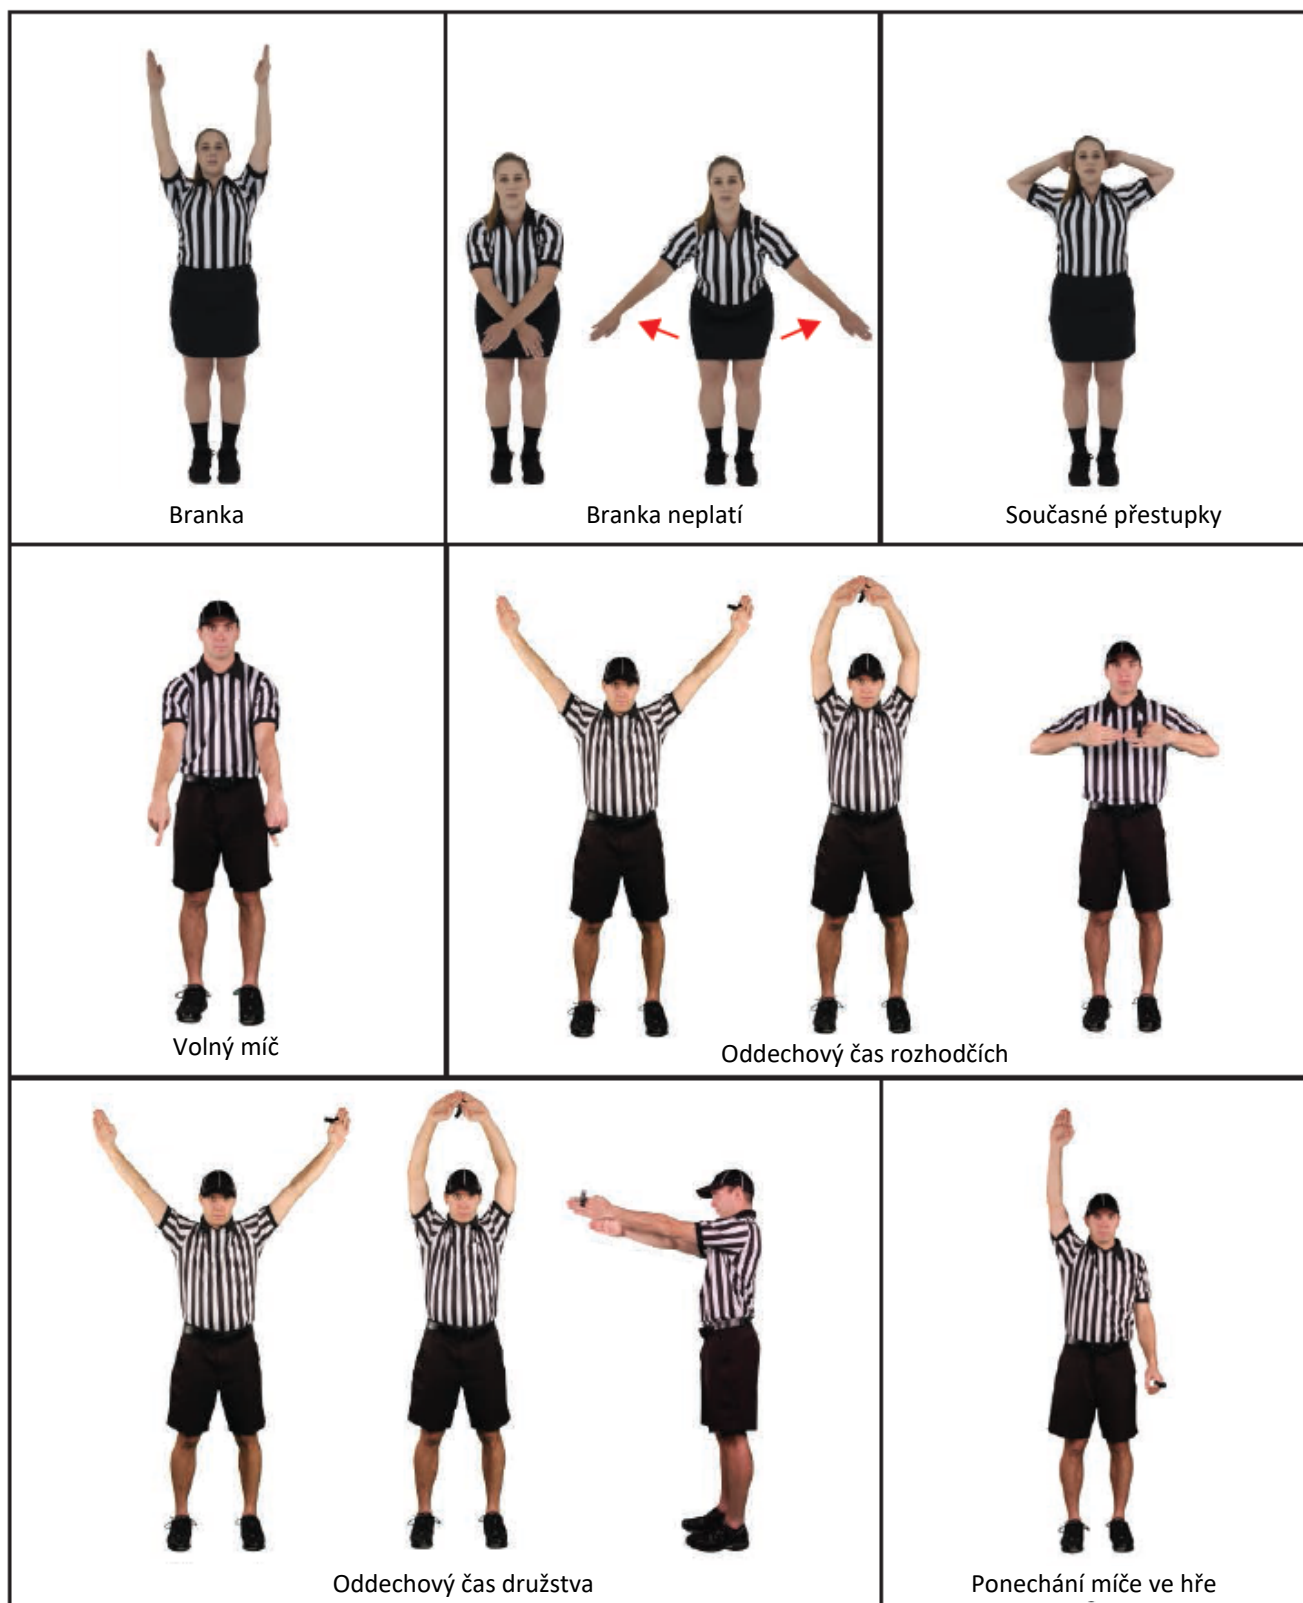 Branka
Branka neplatí
Současné přestupky
Volný míč
Oddechový čas rozhodčích
Oddechový čas družstva
Ponechání míče ve hře